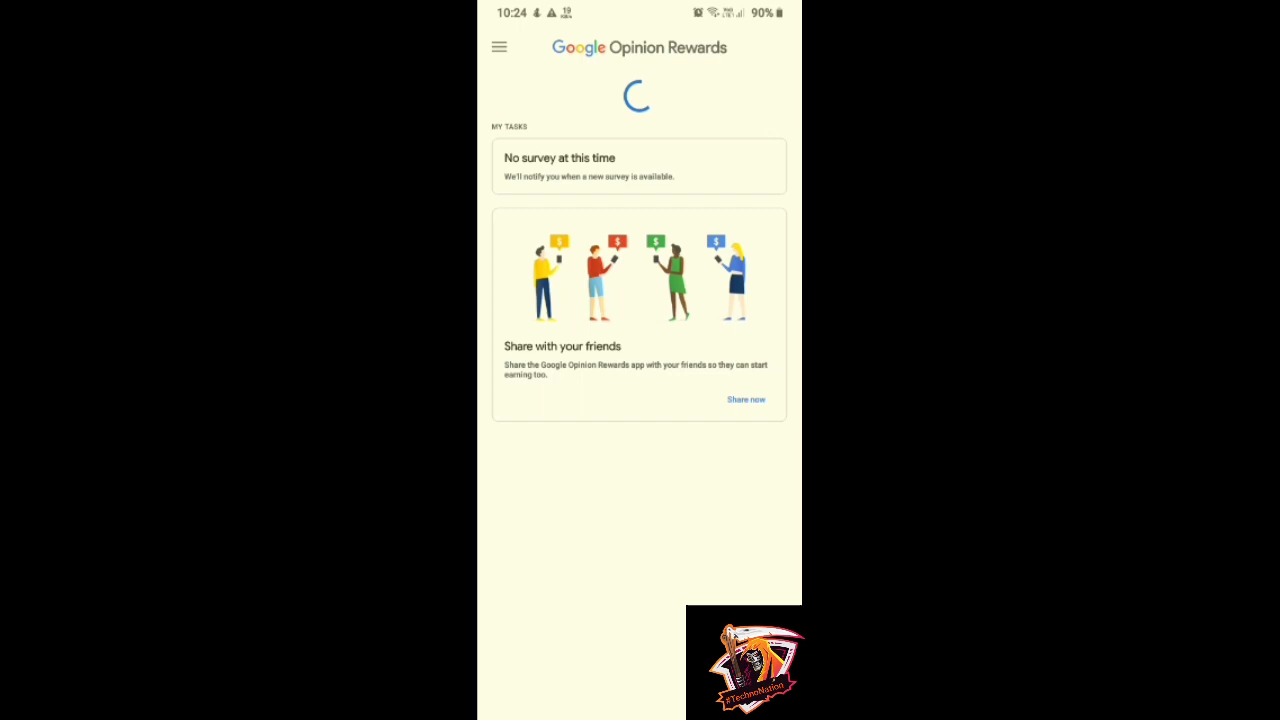 10:24 19 90%
Google Opinion Rewards
MY TASKS
No survey at this time
We'll notify you when a new survey is available.
$ $ $ $
Share with your friends
Share the Google Opinion Rewards app with your friends so they can start
earning too.
Share now
#TechnoNation